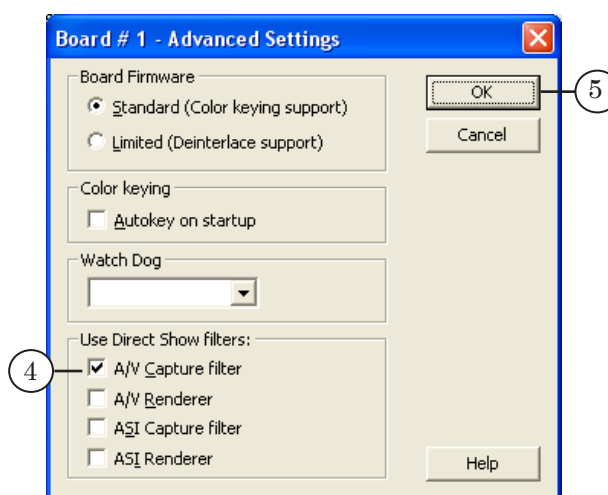 Board # 1 - Advanced Settings
Board Firmware
Standard (Color keying support)
Limited (Deinterlace support)
OK
5
Cancel
Color keying
Autokey on startup
Watch Dog
Use Direct Show filters:
4
A/V Capture filter
A/V Renderer
ASI Capture filter
ASI Renderer
Help